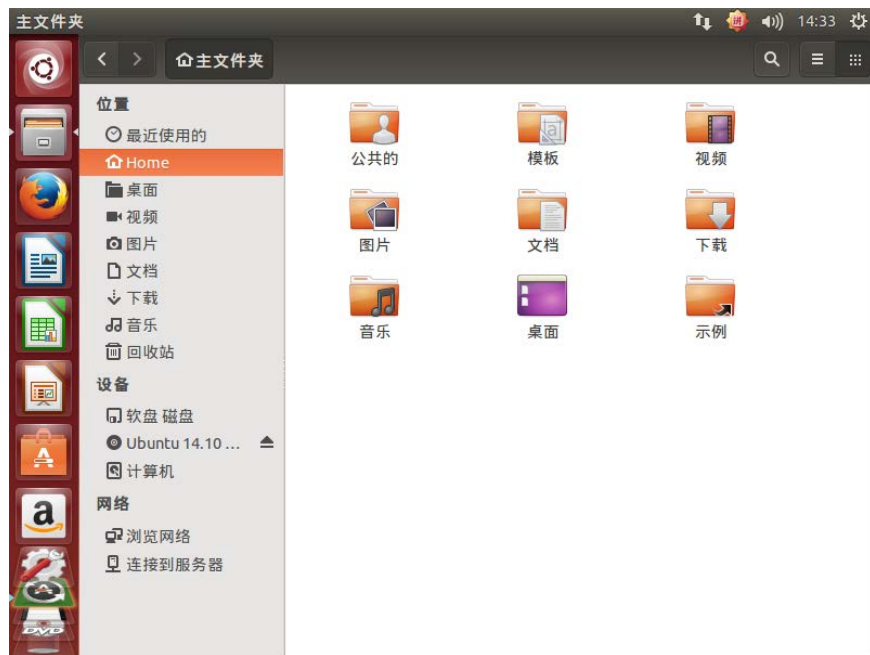 主文件夹
14:33
主文件夹
位置
最近使用的
Home
桌面
视频
图片
文档
下载
音乐
回收站
设备
软盘 磁盘
Ubuntu 14.10 ...
计算机
网络
浏览网络
连接到服务器
公共的
模板
视频
图片
文档
下载
音乐
桌面
示例
a
DVD